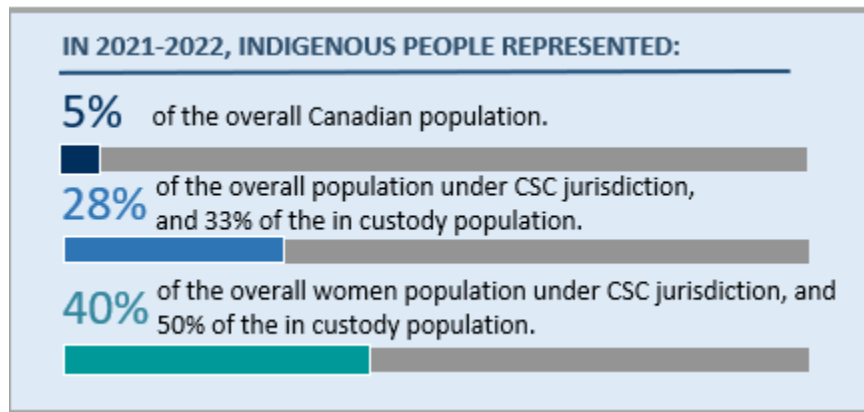 IN 2021-2022, INDIGENOUS PEOPLE REPRESENTED:
5% of the overall Canadian population.
28% of the overall population under CSC jurisdiction,
and 33% of the in custody population.
40% of the overall women population under CSC jurisdiction, and
50% of the in custody population.